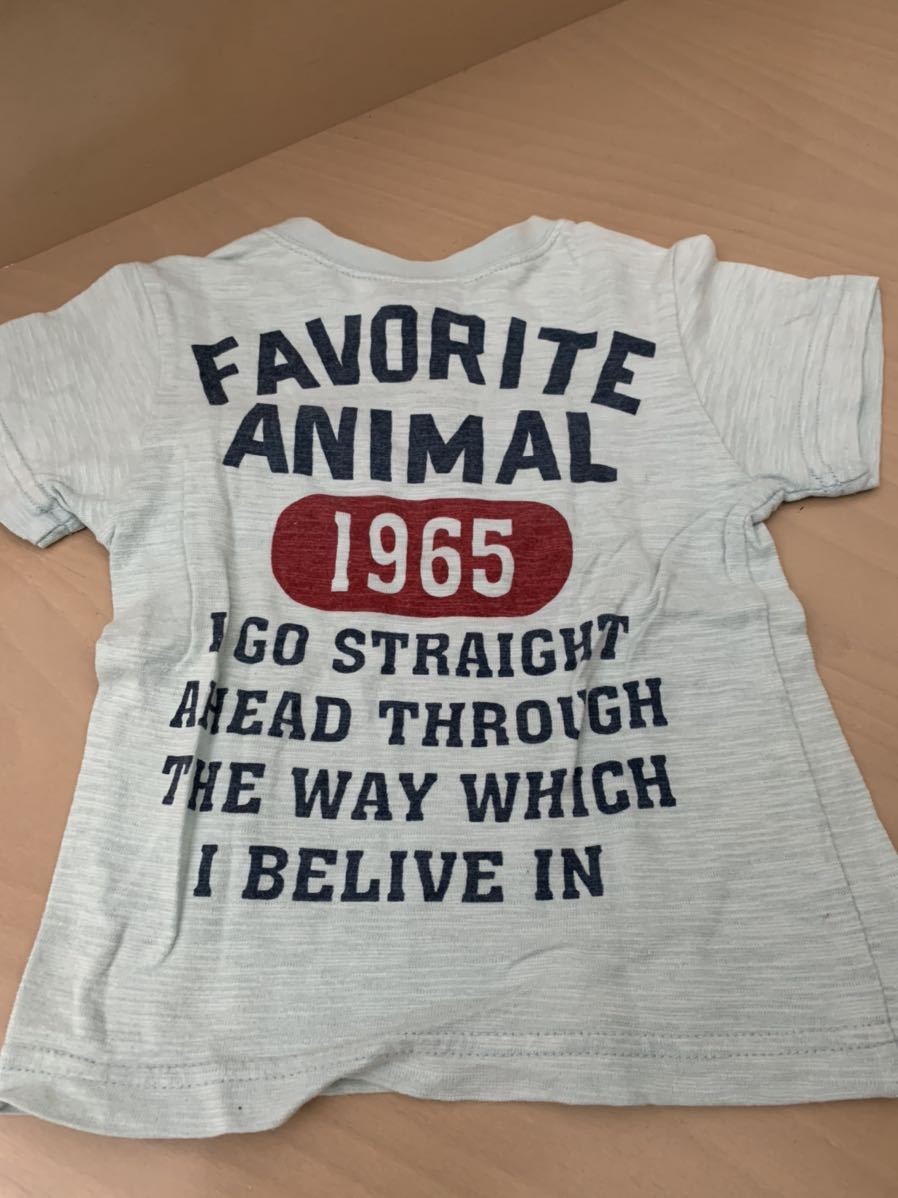 FAVORITE
ANIMAL
1965
I GO STRAIGHT
AHEAD THROUGH
THE WAY WHICH
I BELIVE IN